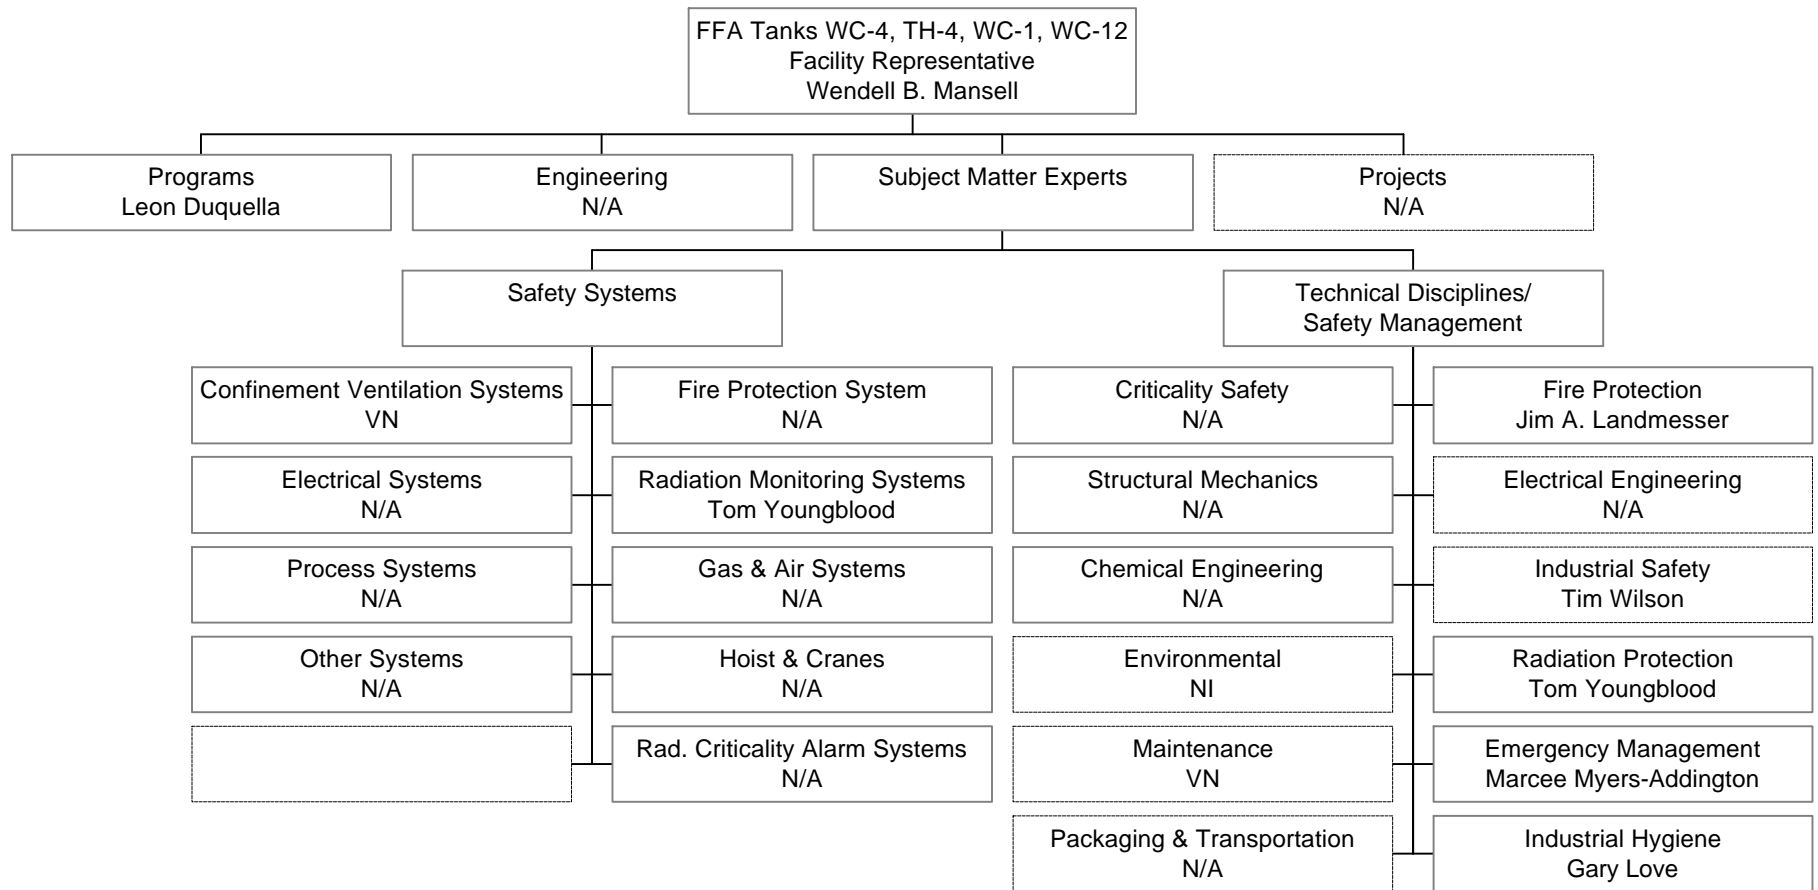 FFA Tanks WC-4, TH-4, WC-1, WC-12
Facility Representative
Wendell B. Mansell
Programs
Leon Duquella
Engineering
N/A
Subject Matter Experts
Projects
N/A
Safety Systems
Technical Disciplines/
Safety Management
Confinement Ventilation Systems
VN
Fire Protection System
N/A
Criticality Safety
N/A
Fire Protection
Jim A. Landmesser
Electrical Systems
N/A
Radiation Monitoring Systems
Tom Youngblood
Structural Mechanics
N/A
Electrical Engineering
N/A
Process Systems
N/A
Gas & Air Systems
N/A
Chemical Engineering
N/A
Industrial Safety
Tim Wilson
Other Systems
N/A
Hoist & Cranes
N/A
Environmental
NI
Radiation Protection
Tom Youngblood
Rad. Criticality Alarm Systems
N/A
Maintenance
VN
Emergency Management
Marcee Myers-Addington
Packaging & Transportation
N/A
Industrial Hygiene
Gary Love